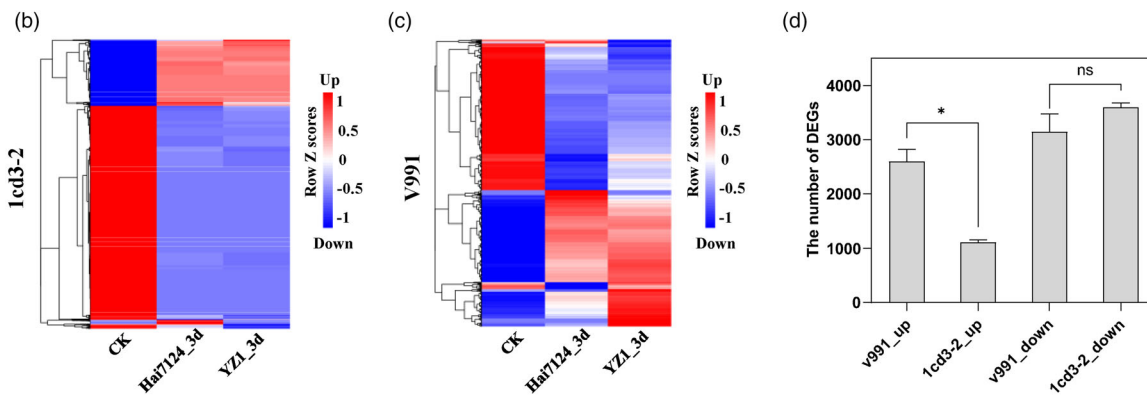 (b)
1cd3-2
CK
Hai7124_3d
YZ1_3d
Up
1
0.5
0
-0.5
-1
Down
Row Z scores
(c)
V991
CK
Hai7124_3d
YZ1_3d
Up
1
0.5
0
-0.5
-1
Down
Row Z scores
(d)
The number of DEGs
4000
3000
2000
1000
0
*
ns
v991_up
1cd3-2_up
v991_down
1cd3-2_down